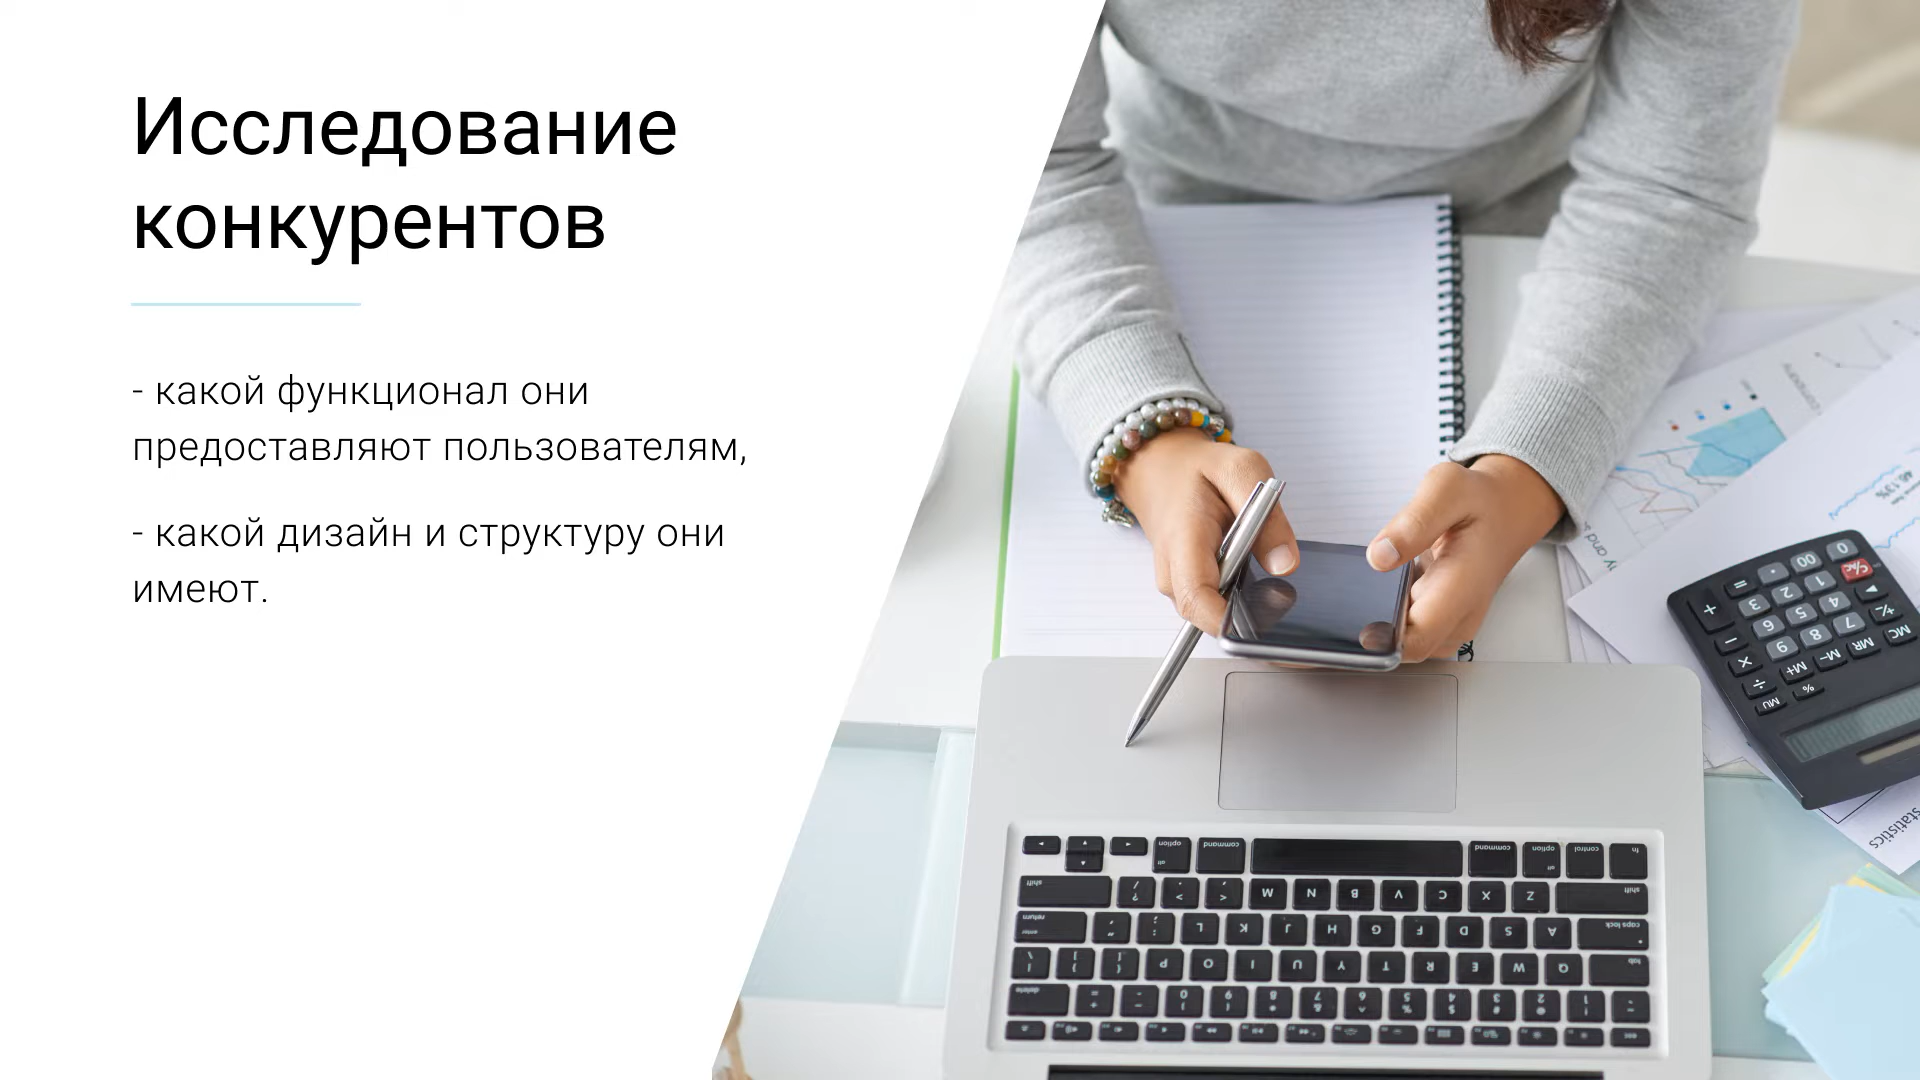 Исследование
конкурентов
- какой функционал они
предоставляют пользователям,
- какой дизайн и структуру они
имеют.